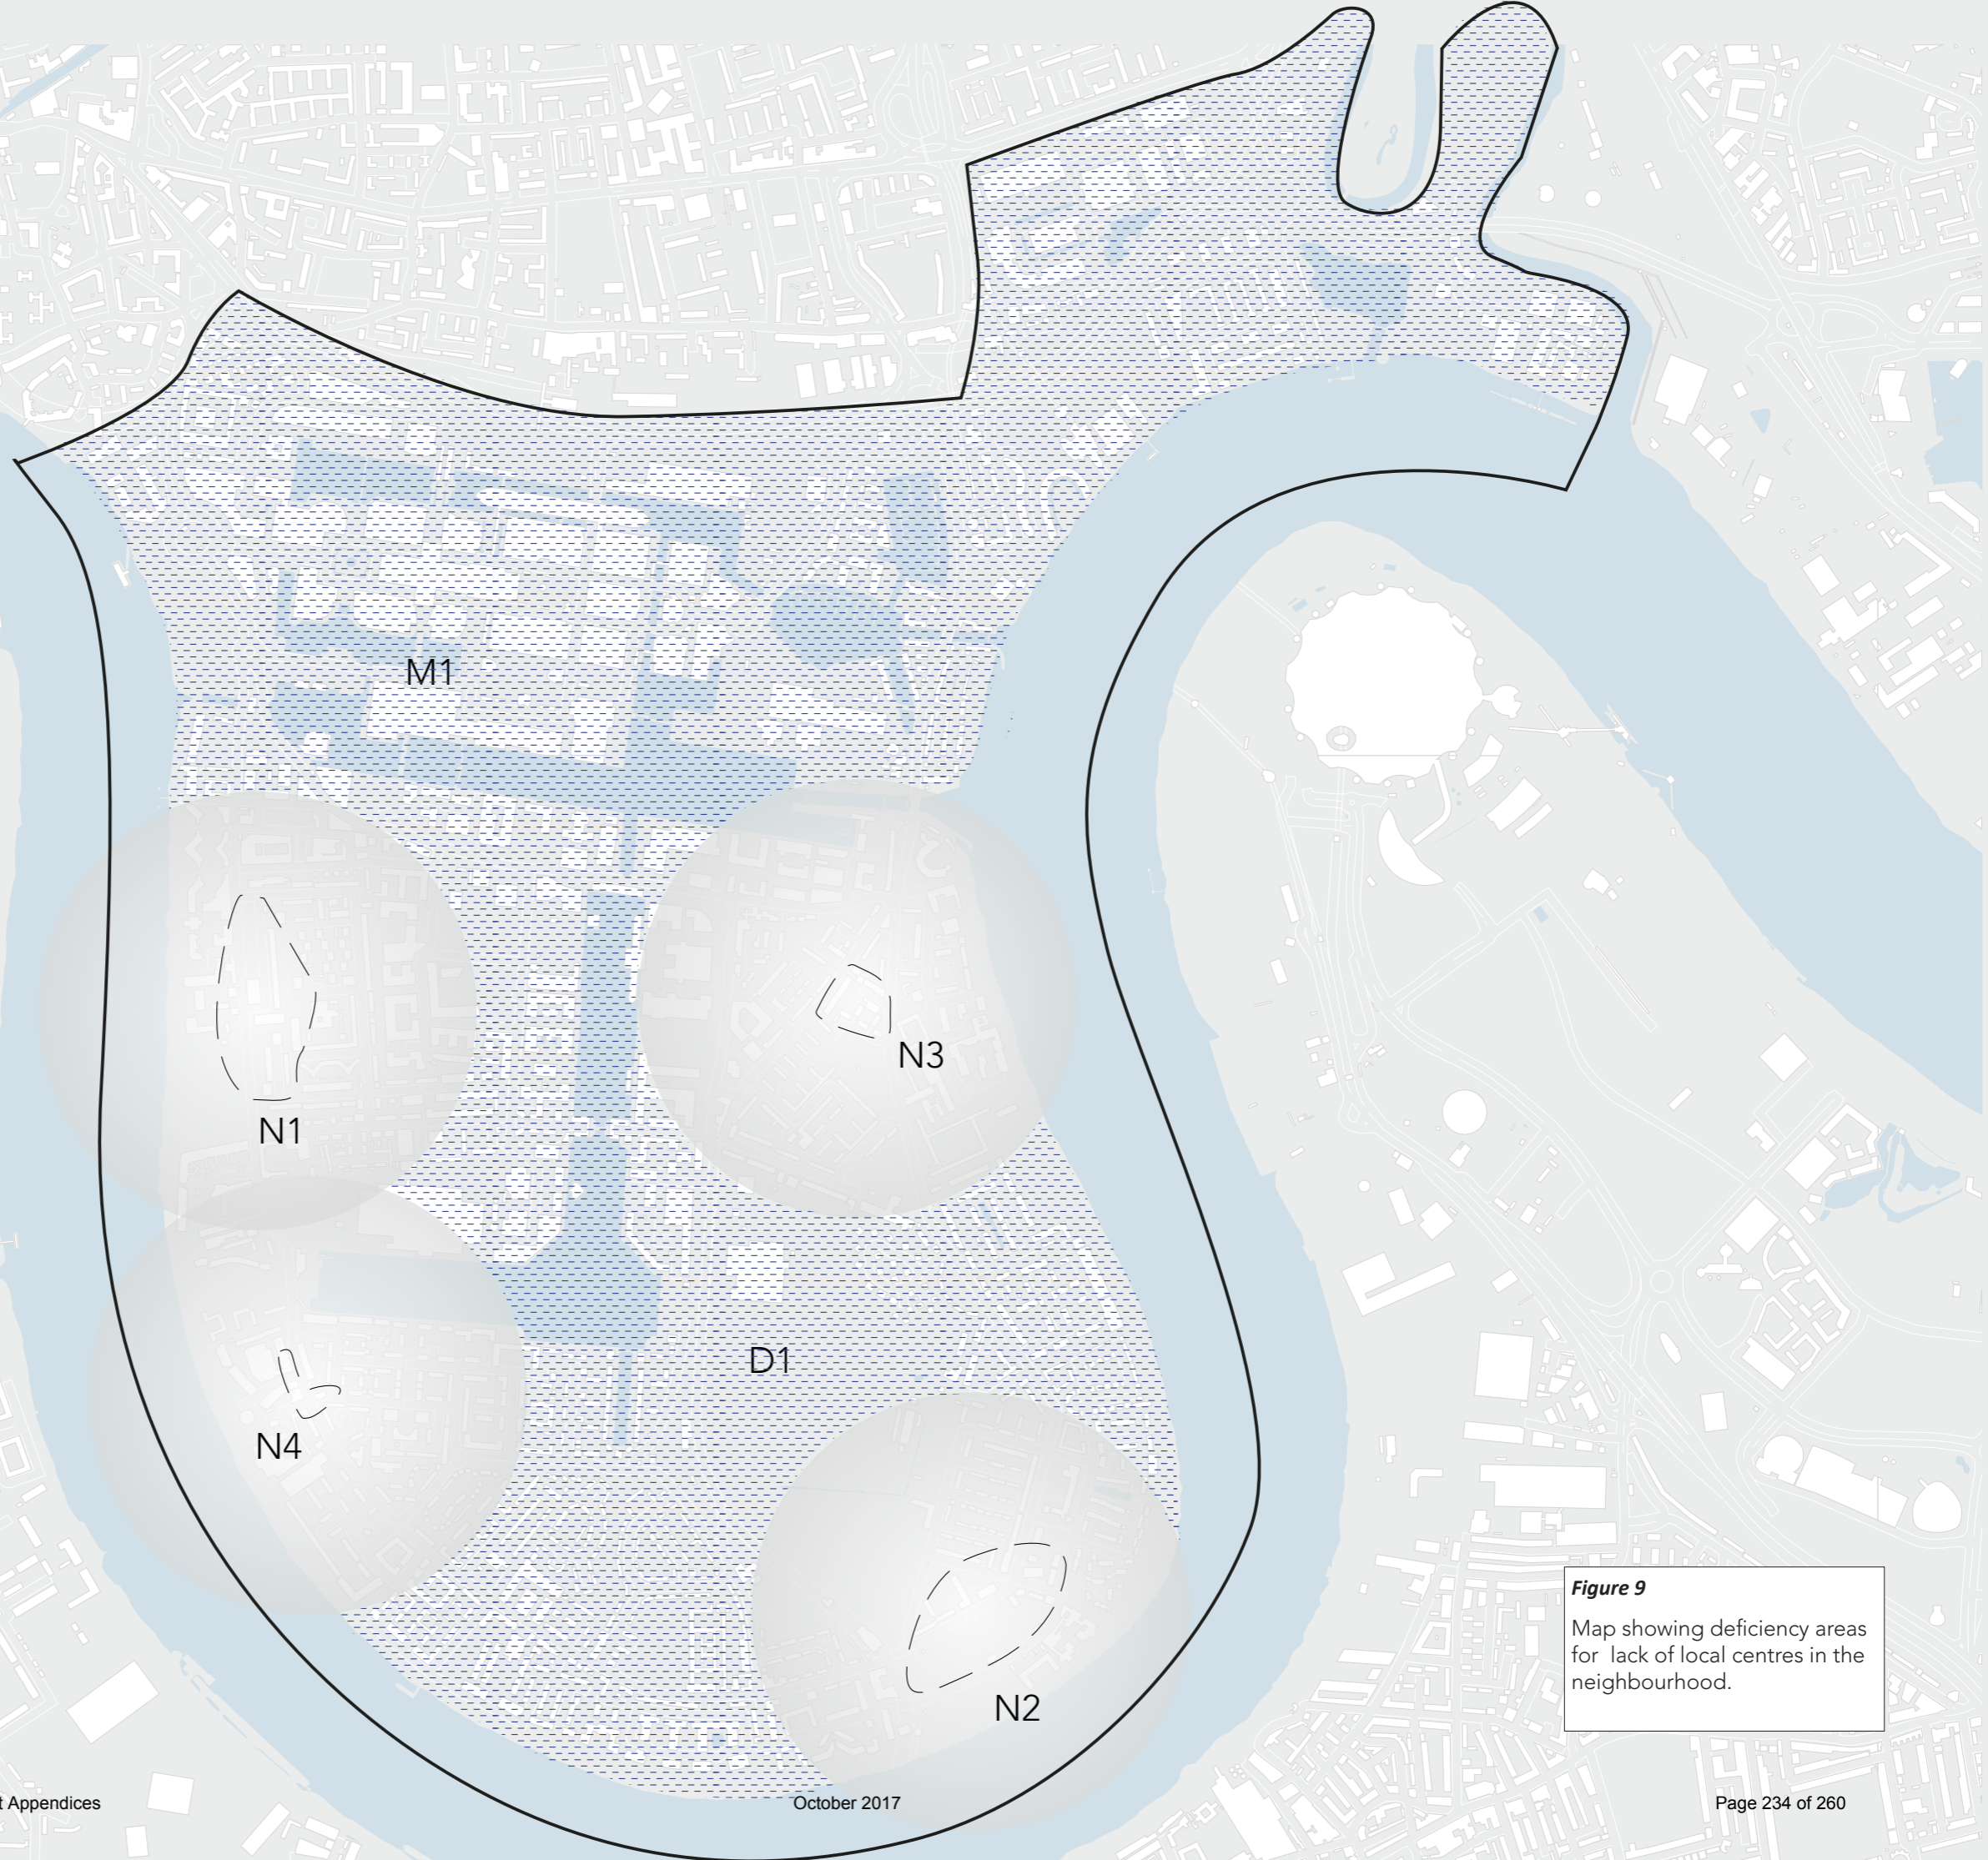 M1
N3
N1
D1
N4
N2
Figure 9
Map showing deficiency areas
for lack of local centres in the
neighbourhood.
t Appendices
October 2017
Page 234 of 260